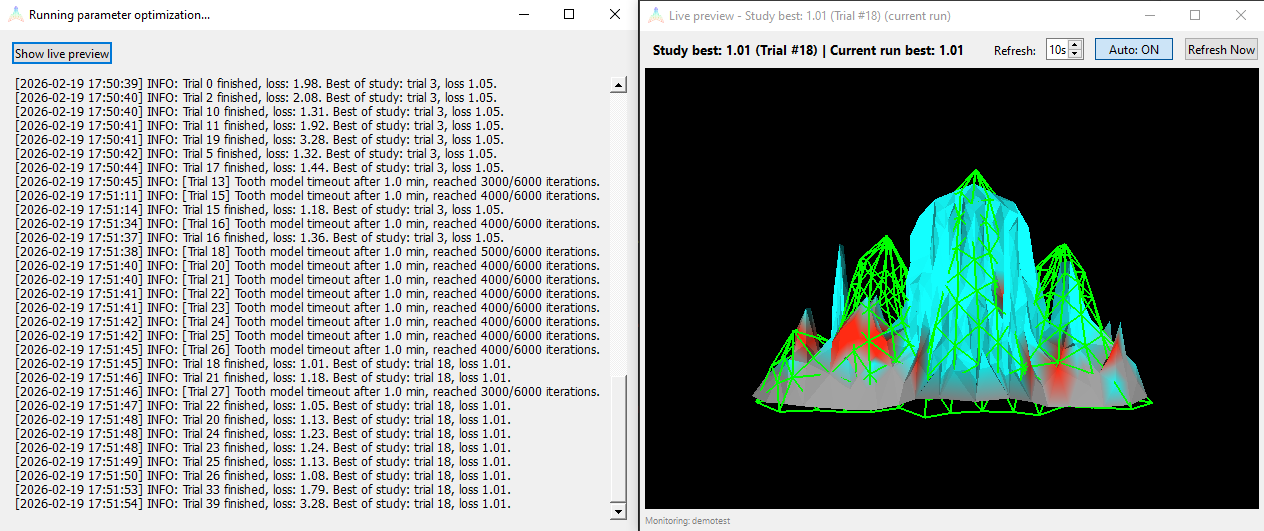 Running parameter optimization...
Show live preview
[2026-02-19 17:50:39] INFO: Trial 0 finished, loss: 1.98. Best of study: trial 3, loss 1.05.
[2026-02-19 17:50:40] INFO: Trial 2 finished, loss: 2.08. Best of study: trial 3, loss 1.05.
[2026-02-19 17:50:40] INFO: Trial 10 finished, loss: 1.31. Best of study: trial 3, loss 1.05.
[2026-02-19 17:50:41] INFO: Trial 11 finished, loss: 1.92. Best of study: trial 3, loss 1.05.
[2026-02-19 17:50:41] INFO: Trial 19 finished, loss: 3.28. Best of study: trial 3, loss 1.05.
[2026-02-19 17:50:42] INFO: Trial 5 finished, loss: 1.32. Best of study: trial 3, loss 1.05.
[2026-02-19 17:50:44] INFO: Trial 17 finished, loss: 1.44. Best of study: trial 3, loss 1.05.
[2026-02-19 17:50:45] INFO: [Trial 13] Tooth model timeout after 1.0 min, reached 3000/6000 iterations.
[2026-02-19 17:51:11] INFO: [Trial 15] Tooth model timeout after 1.0 min, reached 4000/6000 iterations.
[2026-02-19 17:51:14] INFO: Trial 15 finished, loss: 1.18. Best of study: trial 3, loss 1.05.
[2026-02-19 17:51:34] INFO: [Trial 16] Tooth model timeout after 1.0 min, reached 4000/6000 iterations.
[2026-02-19 17:51:37] INFO: Trial 16 finished, loss: 1.36. Best of study: trial 3, loss 1.05.
[2026-02-19 17:51:38] INFO: [Trial 18] Tooth model timeout after 1.0 min, reached 5000/6000 iterations.
[2026-02-19 17:51:40] INFO: [Trial 20] Tooth model timeout after 1.0 min, reached 4000/6000 iterations.
[2026-02-19 17:51:40] INFO: [Trial 21] Tooth model timeout after 1.0 min, reached 4000/6000 iterations.
[2026-02-19 17:51:41] INFO: [Trial 22] Tooth model timeout after 1.0 min, reached 4000/6000 iterations.
[2026-02-19 17:51:41] INFO: [Trial 23] Tooth model timeout after 1.0 min, reached 4000/6000 iterations.
[2026-02-19 17:51:42] INFO: [Trial 24] Tooth model timeout after 1.0 min, reached 4000/6000 iterations.
[2026-02-19 17:51:42] INFO: [Trial 25] Tooth model timeout after 1.0 min, reached 4000/6000 iterations.
[2026-02-19 17:51:45] INFO: [Trial 26] Tooth model timeout after 1.0 min, reached 4000/6000 iterations.
[2026-02-19 17:51:45] INFO: Trial 18 finished, loss: 1.01. Best of study: trial 18, loss 1.01.
[2026-02-19 17:51:46] INFO: Trial 21 finished, loss: 1.18. Best of study: trial 18, loss 1.01.
[2026-02-19 17:51:46] INFO: [Trial 27] Tooth model timeout after 1.0 min, reached 3000/6000 iterations.
[2026-02-19 17:51:47] INFO: Trial 22 finished, loss: 1.05. Best of study: trial 18, loss 1.01.
[2026-02-19 17:51:48] INFO: Trial 20 finished, loss: 1.13. Best of study: trial 18, loss 1.01.
[2026-02-19 17:51:48] INFO: Trial 24 finished, loss: 1.23. Best of study: trial 18, loss 1.01.
[2026-02-19 17:51:48] INFO: Trial 23 finished, loss: 1.24. Best of study: trial 18, loss 1.01.
[2026-02-19 17:51:49] INFO: Trial 25 finished, loss: 1.13. Best of study: trial 18, loss 1.01.
[2026-02-19 17:51:50] INFO: Trial 26 finished, loss: 1.08. Best of study: trial 18, loss 1.01.
[2026-02-19 17:51:53] INFO: Trial 33 finished, loss: 1.79. Best of study: trial 18, loss 1.01.
[2026-02-19 17:51:54] INFO: Trial 39 finished, loss: 3.28. Best of study: trial 18, loss 1.01.
Live preview - Study best: 1.01 (Trial #18) (current run)
Study best: 1.01 (Trial #18) | Current run best: 1.01
Refresh: 10s Auto: ON Refresh Now
Monitoring: demotest